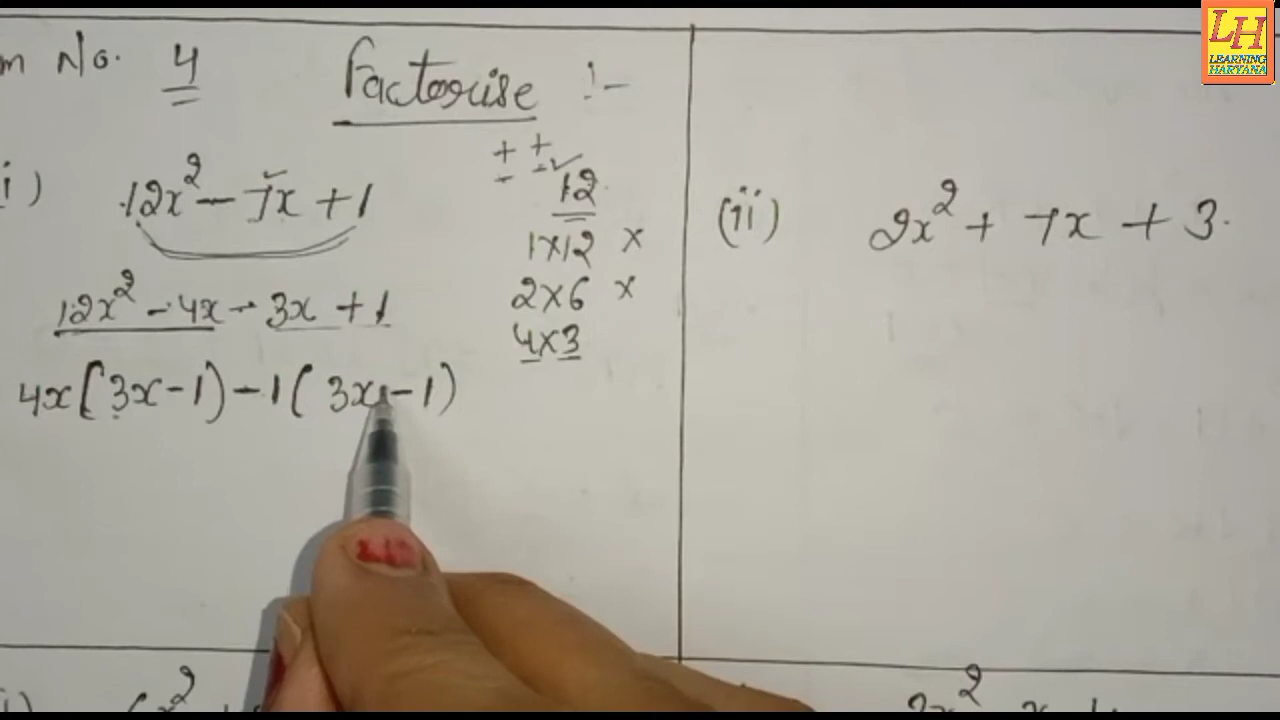 m No. 4 Factorise :-
i) 12x² - 7x + 1
12x² - 4x - 3x + 1
4x(3x-1) - 1(3x-1)
+ +
- -✓
12
1×12 ×
2×6 ×
4×3
(ii) 2x² + 7x + 3.
LH
LEARNING
HARYANA